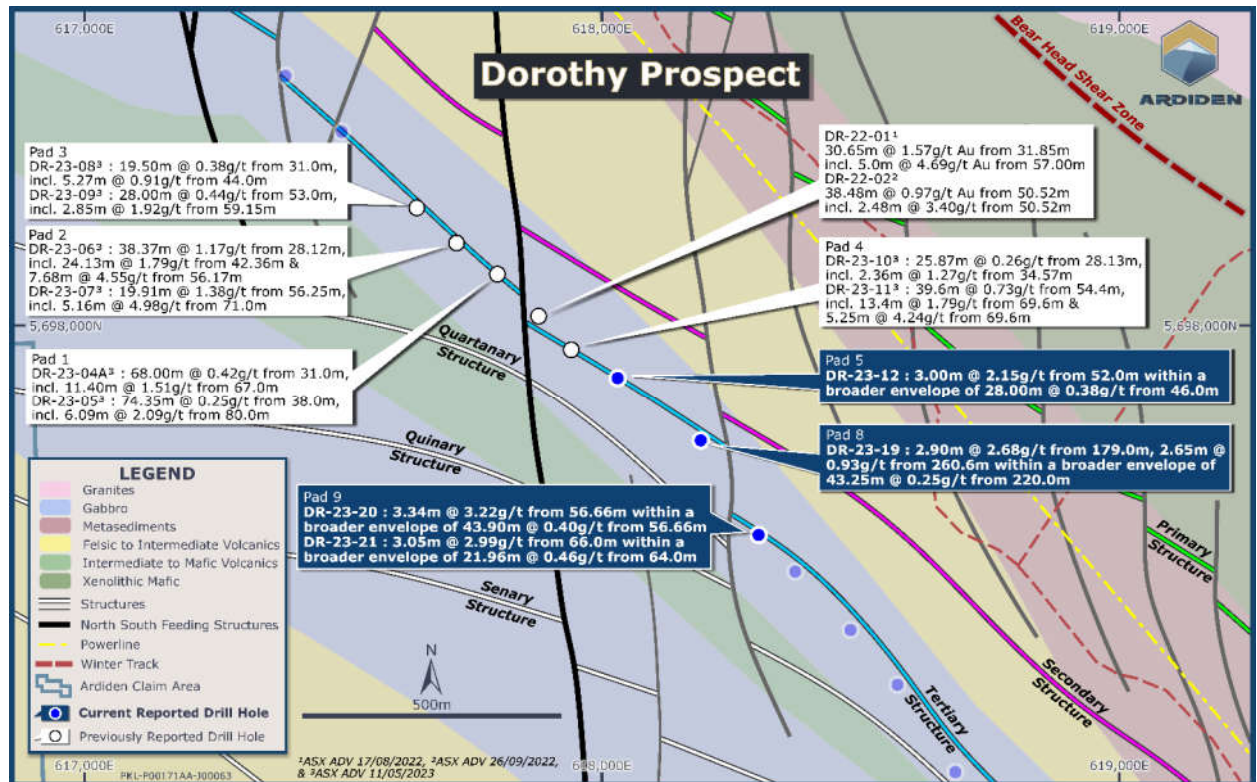 617,000E
618,000E
619,000E
Dorothy Prospect
Bear Head Shear Zone
ARDIDEN
Pad 3
DR-23-08³ : 19.50m @ 0.38g/t from 31.0m,
incl. 5.27m @ 0.91g/t from 44.0m
DR-23-09³ : 28.00m @ 0.44g/t from 53.0m,
incl. 2.85m @ 1.92g/t from 59.15m
DR-22-01¹
30.65m @ 1.57g/t Au from 31.85m
incl. 5.0m @ 4.69g/t Au from 57.00m
DR-22-02²
38.48m @ 0.97g/t Au from 50.52m
incl. 2.48m @ 3.40g/t from 50.52m
Pad 2
DR-23-06³ : 38.37m @ 1.17g/t from 28.12m,
incl. 24.13m @ 1.79g/t from 42.36m &
7.68m @ 4.55g/t from 56.17m
DR-23-07³ : 19.91m @ 1.38g/t from 56.25m,
incl. 5.16m @ 4.98g/t from 71.0m
Pad 4
DR-23-10³ : 25.87m @ 0.26g/t from 28.13m,
incl. 2.36m @ 1.27g/t from 34.57m
DR-23-11³ : 39.6m @ 0.73g/t from 54.4m,
incl. 13.4m @ 1.79g/t from 69.6m &
5.25m @ 4.24g/t from 69.6m
5,698,000N
5,698,000N
Pad 1
DR-23-04A³ : 68.00m @ 0.42g/t from 31.0m,
incl. 11.40m @ 1.51g/t from 67.0m
DR-23-05³ : 74.35m @ 0.25g/t from 38.0m,
incl. 6.09m @ 2.09g/t from 80.0m
Quartanary
Structure
Pad 5
DR-23-12 : 3.00m @ 2.15g/t from 52.0m within a
broader envelope of 28.00m @ 0.38g/t from 46.0m
Quinary
Structure
Pad 8
DR-23-19 : 2.90m @ 2.68g/t from 179.0m, 2.65m @
0.93g/t from 260.6m within a broader envelope of
43.25m @ 0.25g/t from 220.0m
Pad 9
DR-23-20 : 3.34m @ 3.22g/t from 56.66m within a
broader envelope of 43.90m @ 0.40g/t from 56.66m
DR-23-21 : 3.05m @ 2.99g/t from 66.0m within a
broader envelope of 21.96m @ 0.46g/t from 64.0m
Primary
Structure
Senary
Structure
Secondary
Structure
Tertiary
Structure
LEGEND
Granites
Gabbro
Metasediments
Felsic to Intermediate Volcanics
Intermediate to Mafic Volcanics
Xenolithic Mafic
Structures
North South Feeding Structures
Powerline
Winter Track
Ardiden Claim Area
Current Reported Drill Hole
Previously Reported Drill Hole
N
500m
¹ASX ADV 17/08/2022, ²ASX ADV 26/09/2022,
& ³ASX ADV 11/05/2023
617,000E
PKL-P00171AA-J00063
618,000E
619,000E